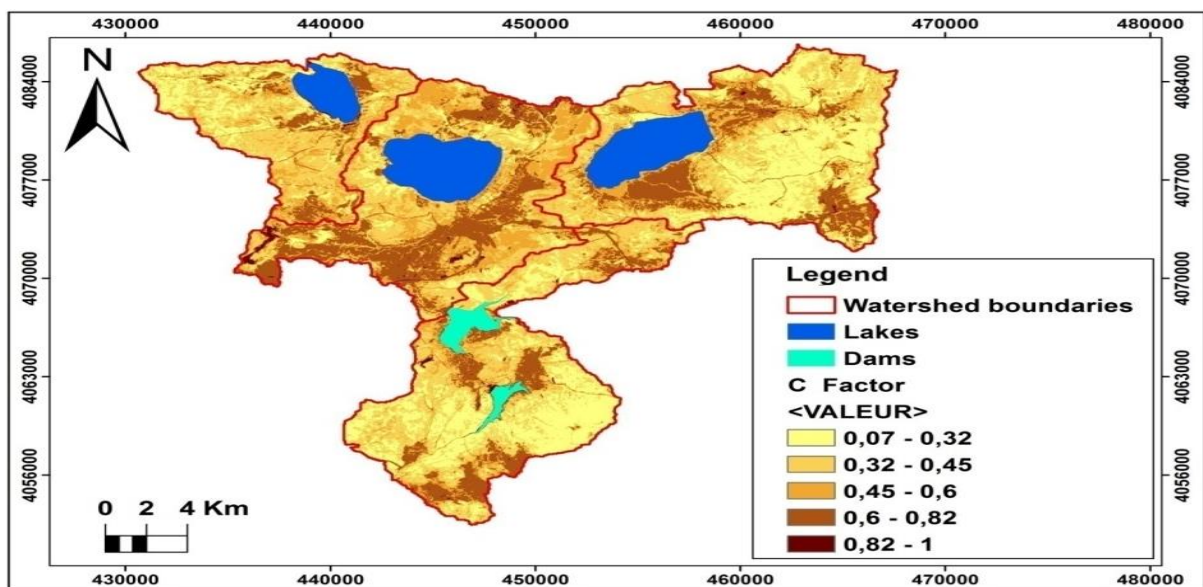 430000 440000 450000 460000 470000 480000
N
4084000 4084000
4077000 4077000
4070000 4070000
4063000 4063000
4056000 4056000
Legend
Watershed boundaries
Lakes
Dams
C Factor
<VALEUR>
0,07 - 0,32
0,32 - 0,45
0,45 - 0,6
0,6 - 0,82
0,82 - 1
0 2 4 Km
430000 440000 450000 460000 470000 480000